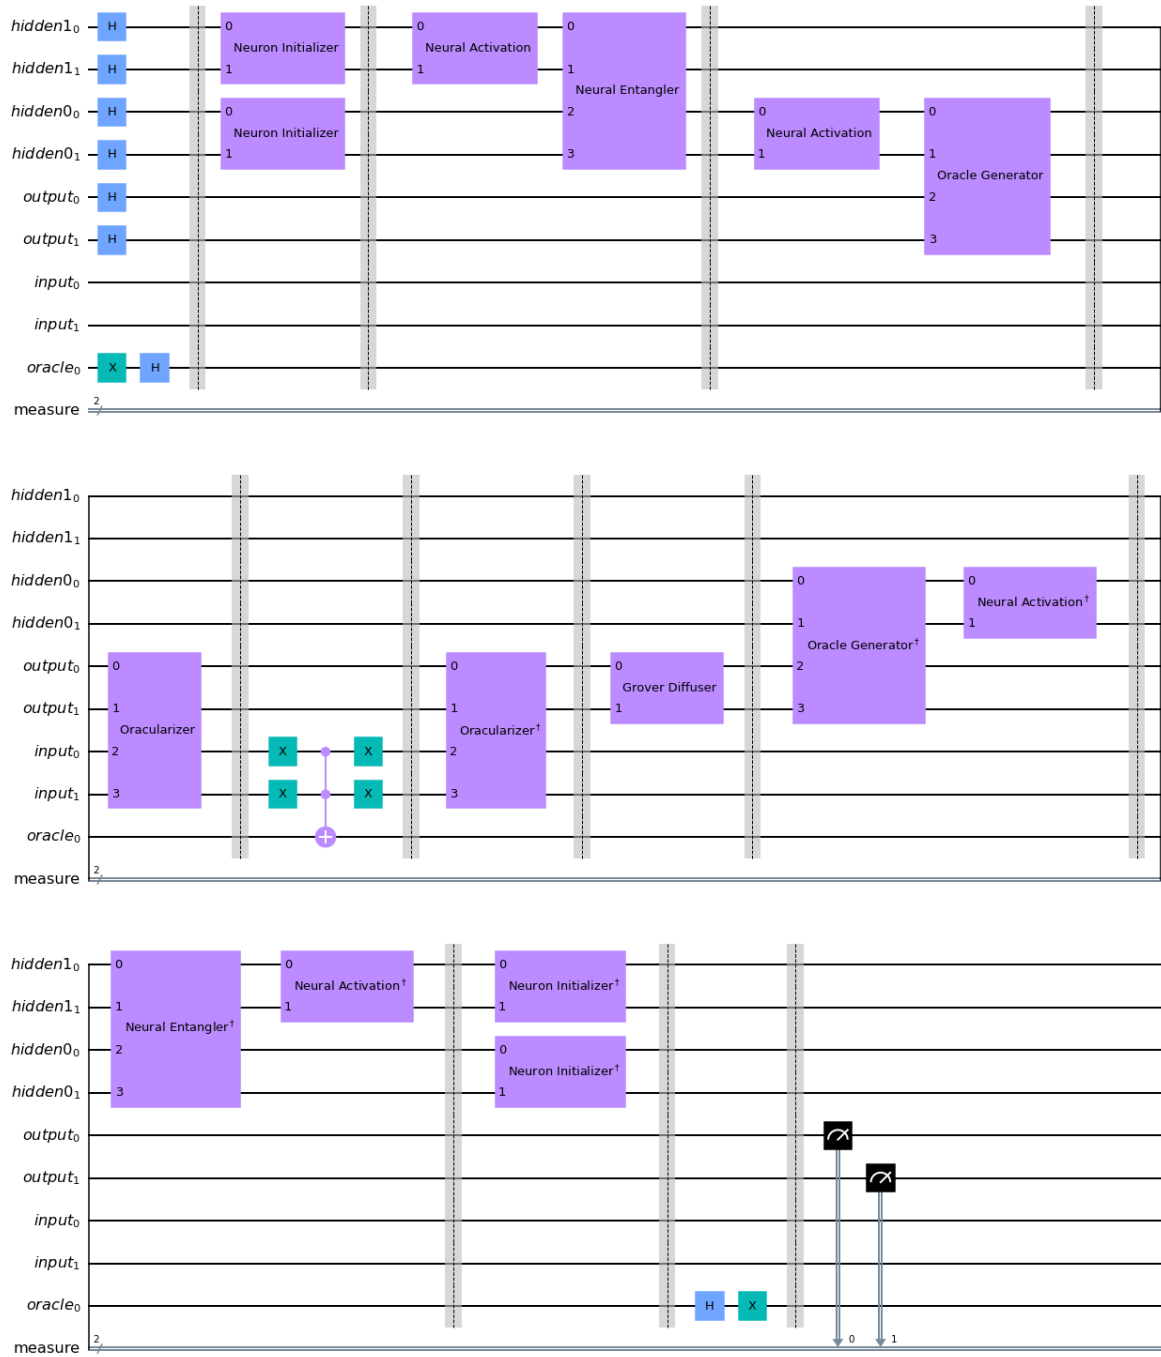 hidden1₀ H 0 Neuron Initializer 0 Neural Activation 0
hidden1₁ H 1 1 1
Neural Entangler
hidden0₀ H 0 Neuron Initializer 2 0 Neural Activation 0
hidden0₁ H 1 3 1 1
Oracle Generator
output₀ H 2
output₁ H 3
input₀
input₁
oracle₀ X H
measure 2
hidden1₀
hidden1₁
hidden0₀ 0 0 Neural Activation†
hidden0₁ 1 1
Oracle Generator†
output₀ 0 0 0 Grover Diffuser 2
output₁ 1 1 1 3
Oracularizer Oracularizer†
input₀ 2 X X 2
input₁ 3 X X 3
oracle₀
measure 2
hidden1₀ 0 0 Neural Activation† 0 Neuron Initializer†
hidden1₁ 1 1 1
Neural Entangler†
hidden0₀ 2 0 Neuron Initializer†
hidden0₁ 3 1
output₀
output₁
input₀
input₁
oracle₀ H X
measure 2 0 1